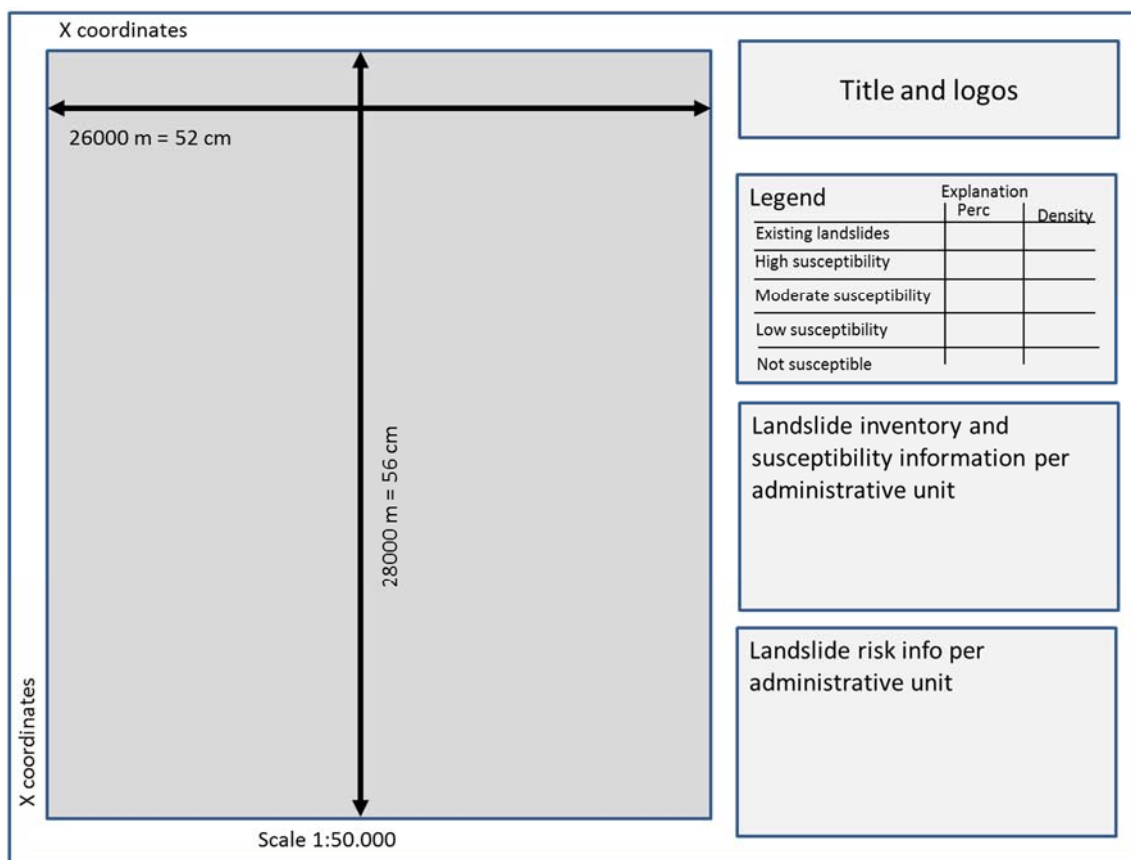 X coordinates
26000 m = 52 cm
28000 m = 56 cm
X coordinates
Scale 1:50.000
Title and logos
Legend
Explanation
Perc
Density
Existing landslides
High susceptibility
Moderate susceptibility
Low susceptibility
Not susceptible
Landslide inventory and
susceptibility information per
administrative unit
Landslide risk info per
administrative unit